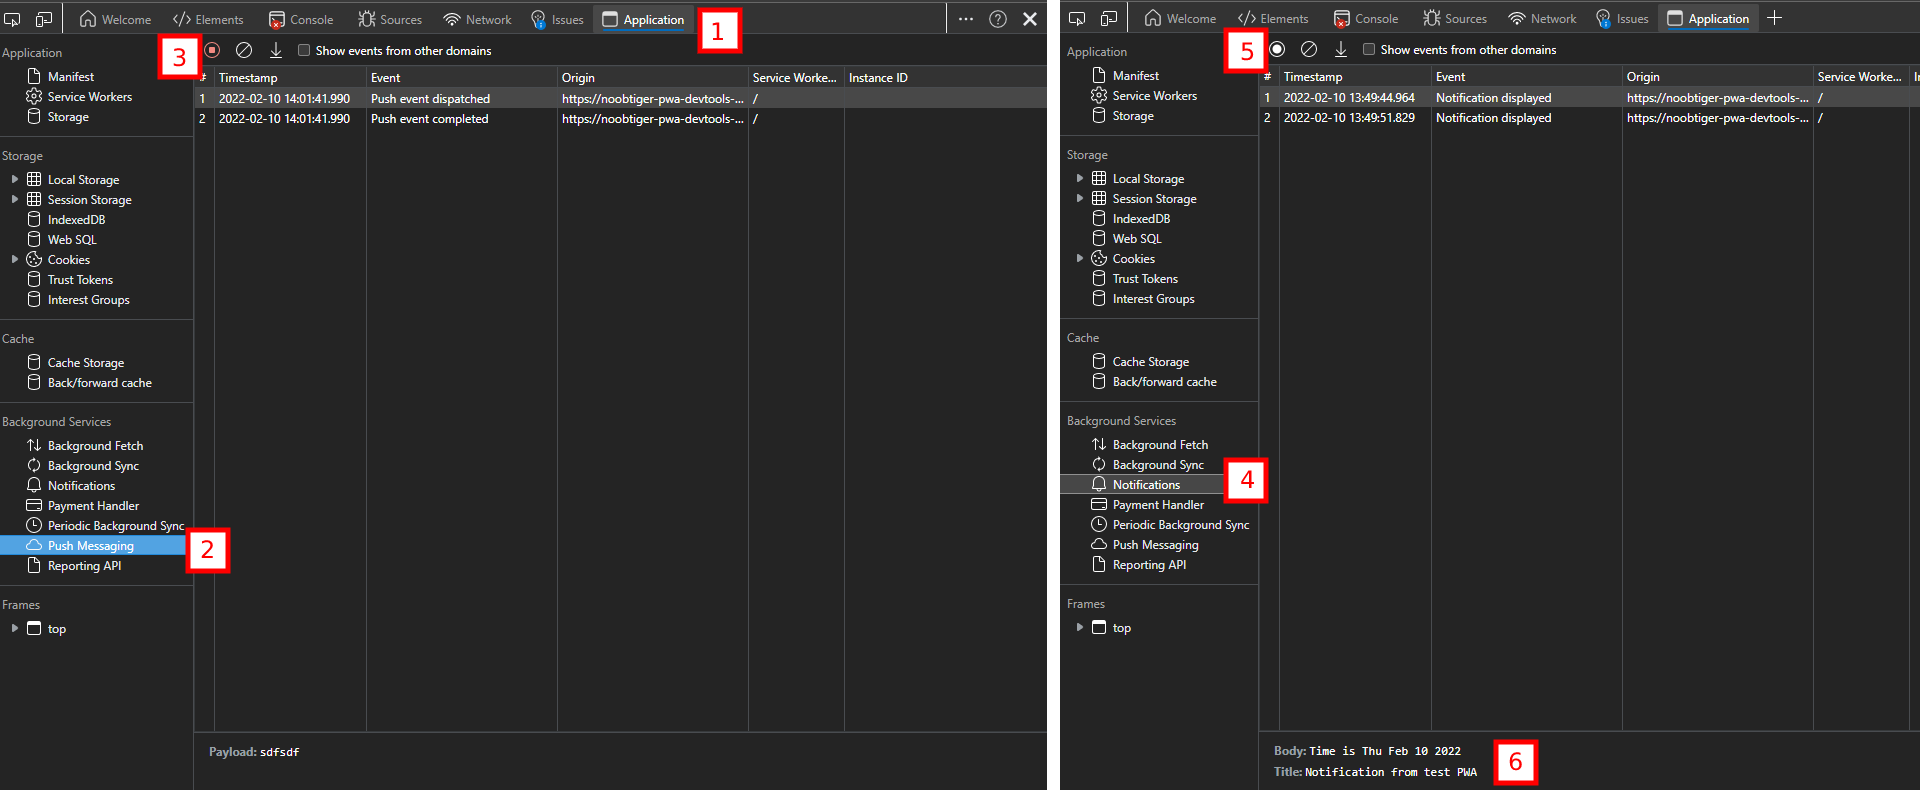 Welcome Elements Console Sources Network Issues Application 1
Application
3 Show events from other domains
# Timestamp Event Origin Service Worke... Instance ID
Manifest
1 2022-02-10 14:01:41.990 Push event dispatched https://noobtiger-pwa-devtools-... /
Service Workers
2 2022-02-10 14:01:41.990 Push event completed https://noobtiger-pwa-devtools-... /
Storage
Storage
Local Storage
Session Storage
IndexedDB
Web SQL
Cookies
Trust Tokens
Interest Groups
Cache
Cache Storage
Back/forward cache
Background Services
Background Fetch
Background Sync
Notifications
Payment Handler
Periodic Background Sync
Push Messaging 2
Reporting API
Frames
top
Payload: sdfsdf
Welcome Elements Console Sources Network Issues Application
Application
5 Show events from other domains
# Timestamp Event Origin Service Worke... I
Manifest
1 2022-02-10 13:49:44.964 Notification displayed https://noobtiger-pwa-devtools-... /
Service Workers
2 2022-02-10 13:49:51.829 Notification displayed https://noobtiger-pwa-devtools-... /
Storage
Storage
Local Storage
Session Storage
IndexedDB
Web SQL
Cookies
Trust Tokens
Interest Groups
Cache
Cache Storage
Back/forward cache
Background Services
Background Fetch
Background Sync
Notifications 4
Payment Handler
Periodic Background Sync
Push Messaging
Reporting API
Frames
top
Body: Time is Thu Feb 10 2022
Title: Notification from test PWA
6